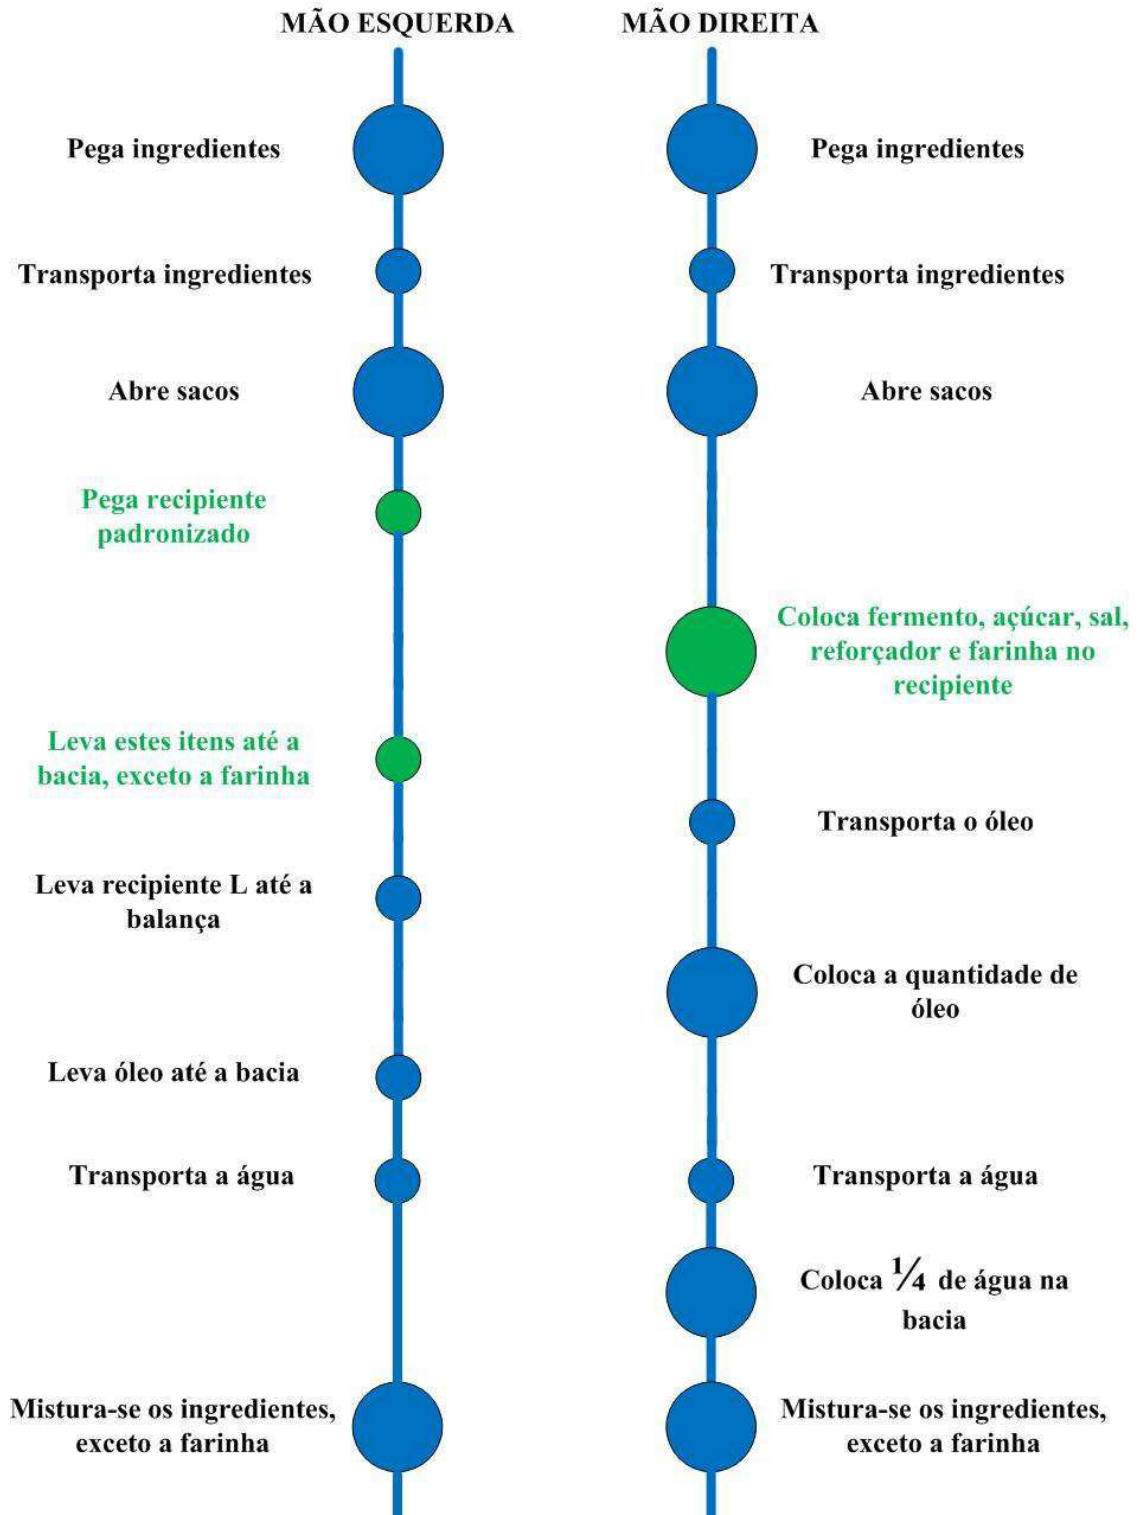 MÃO ESQUERDA
MÃO DIREITA
Pega ingredientes
Pega ingredientes
Transporta ingredientes
Transporta ingredientes
Abre sacos
Abre sacos
Pega recipiente
padronizado
Coloca fermento, açúcar, sal,
reforçador e farinha no
recipiente
Leva estes itens até a
bacia, exceto a farinha
Transporta o óleo
Leva recipiente L até a
balança
Coloca a quantidade de
óleo
Leva óleo até a bacia
Transporta a água
Transporta a água
Coloca ¼ de água na
bacia
Mistura-se os ingredientes,
exceto a farinha
Mistura-se os ingredientes,
exceto a farinha